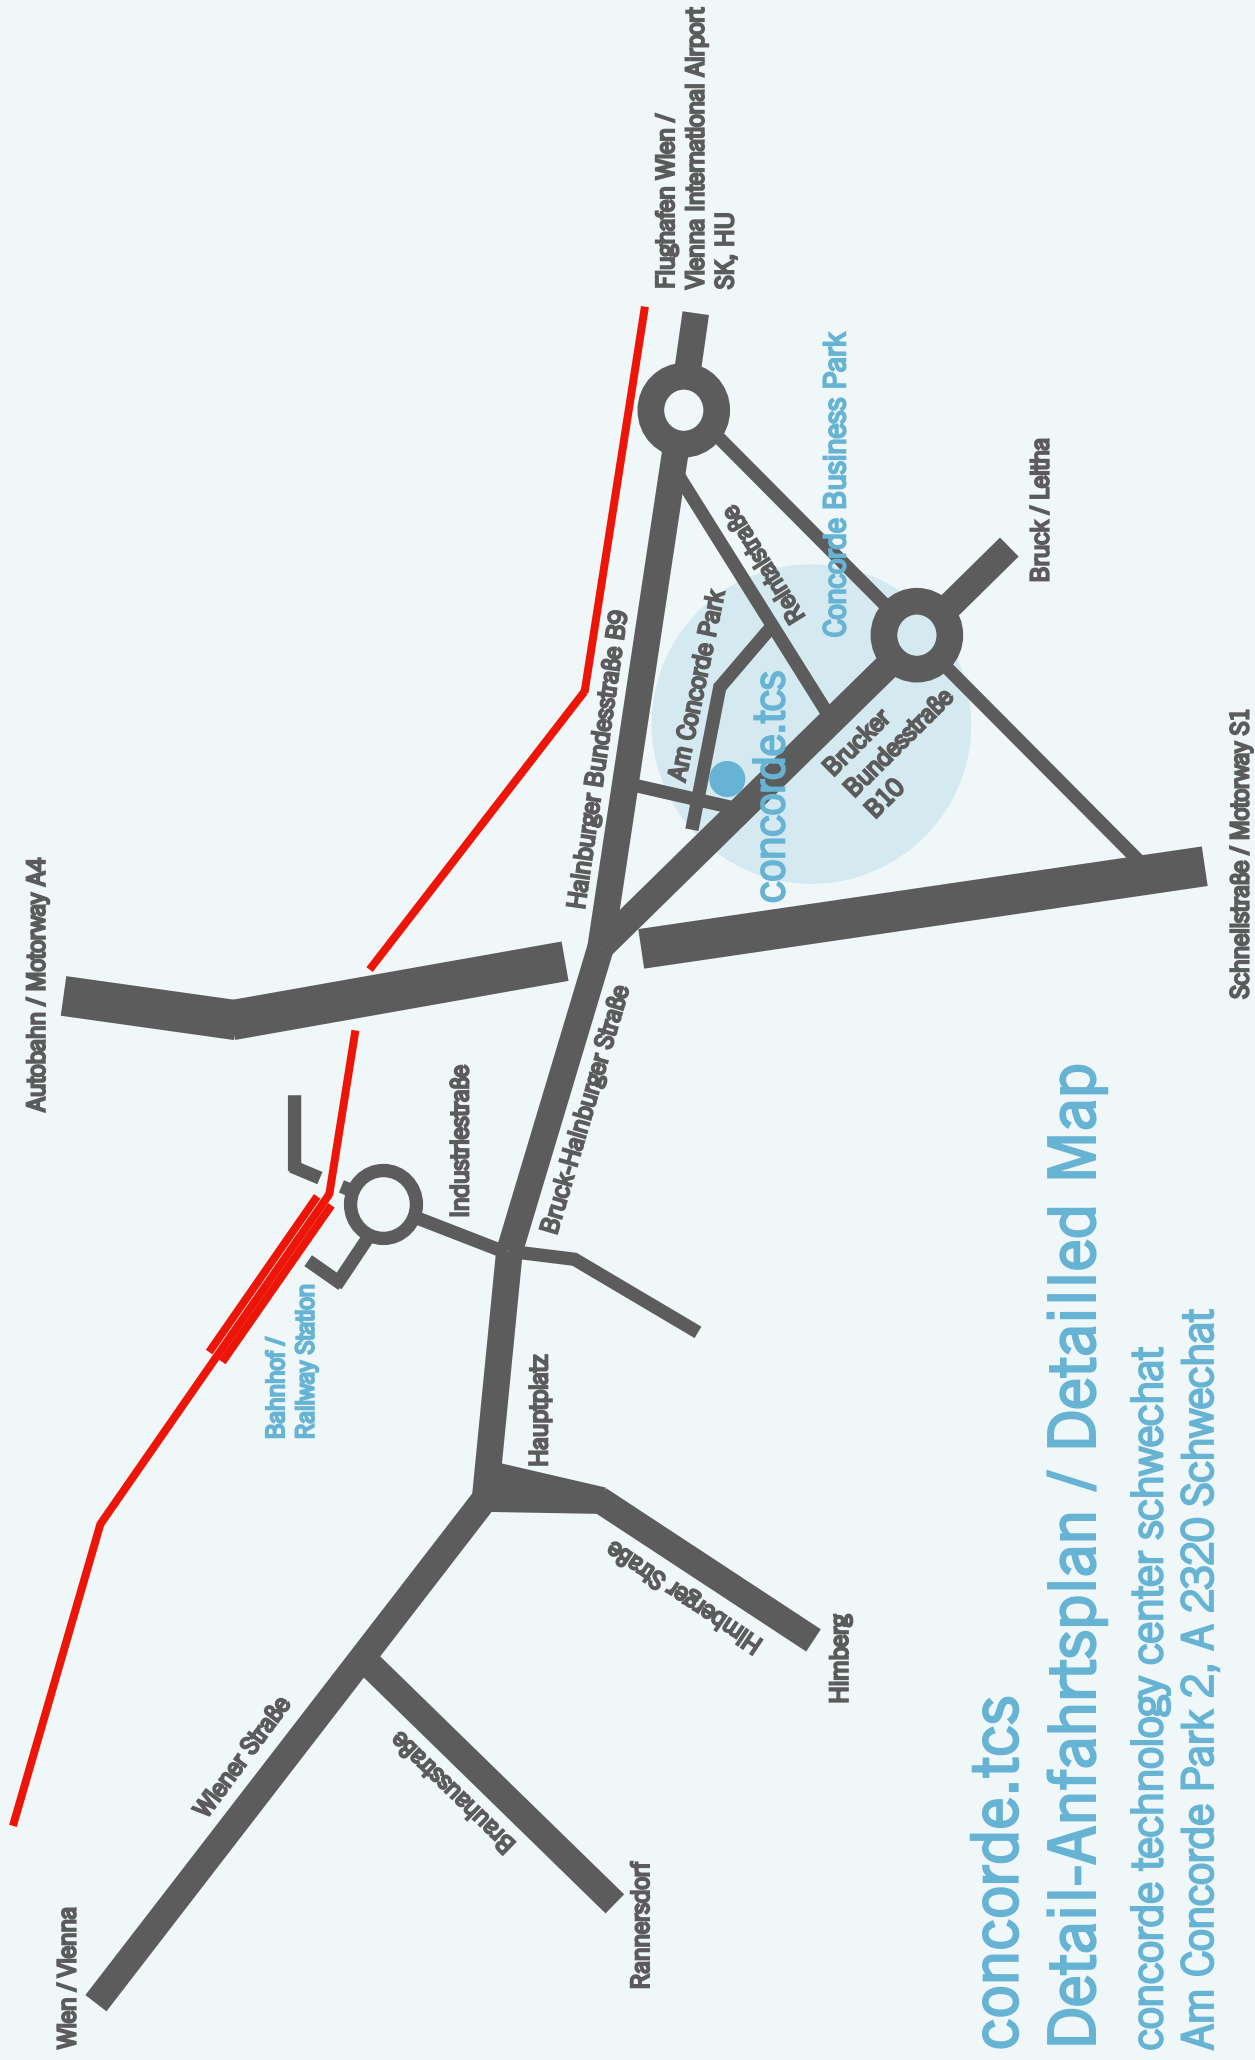 Wien / Vienna
Wiener Straße
Brauhausstraße
Rannersdorf
Himberger Straße
Himberg
Hauptplatz
Bahnhof /
Railway Station
Industriestraße
Bruck-Hainburger Straße
Autobahn / Motorway A4
Hainburger Bundesstraße B9
Am Concorde Park
concorde.tcs
Reintalstraße
Brucker
Bundesstraße
B10
Concorde Business Park
Flughafen Wien /
Vienna International Airport
SK, HU
Bruck / Leitha
Schnellstraße / Motorway S1
concorde.tcs
Detail-Anfahrtsplan / Detailled Map
concorde technology center schwechat
Am Concorde Park 2, A 2320 Schwechat